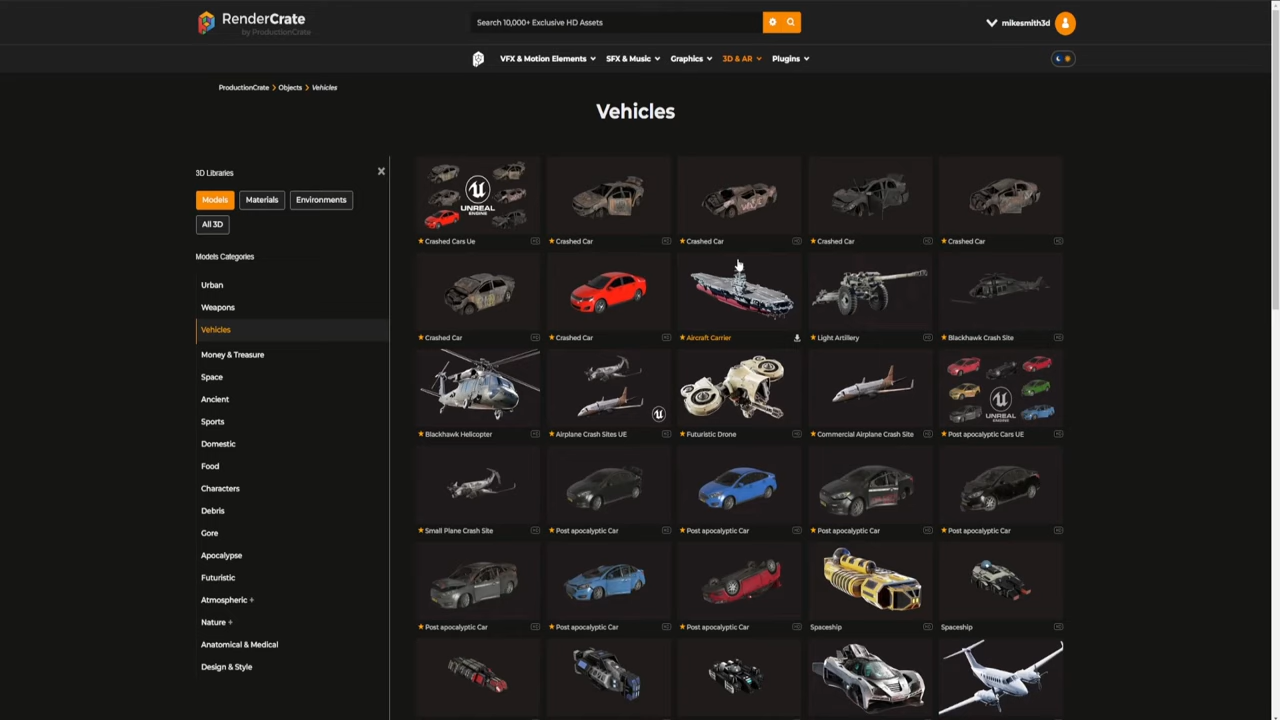 RenderCrate
by ProductionCrate
Search 10,000+ Exclusive HD Assets
mikesmith3d
VFX & Motion Elements
SFX & Music
Graphics
3D & AR
Plugins
ProductionCrate > Objects > Vehicles
Vehicles
3D Libraries
Models
Materials
Environments
All 3D
Models Categories
Urban
Weapons
Vehicles
Money & Treasure
Space
Ancient
Sports
Domestic
Food
Characters
Debris
Gore
Apocalypse
Futuristic
Atmospheric +
Nature +
Anatomical & Medical
Design & Style
UNREAL
ENGINE
Crashed Cars Ue
Crashed Car
Crashed Car
Crashed Car
Crashed Car
Crashed Car
Crashed Car
Aircraft Carrier
Light Artillery
Blackhawk Crash Site
UNREAL
ENGINE
Blackhawk Helicopter
Airplane Crash Sites UE
Futuristic Drone
Commercial Airplane Crash Site
Post apocalyptic Cars UE
Small Plane Crash Site
Post apocalyptic Car
Post apocalyptic Car
Post apocalyptic Car
Post apocalyptic Car
Post apocalyptic Car
Post apocalyptic Car
Post apocalyptic Car
Spaceship
Spaceship